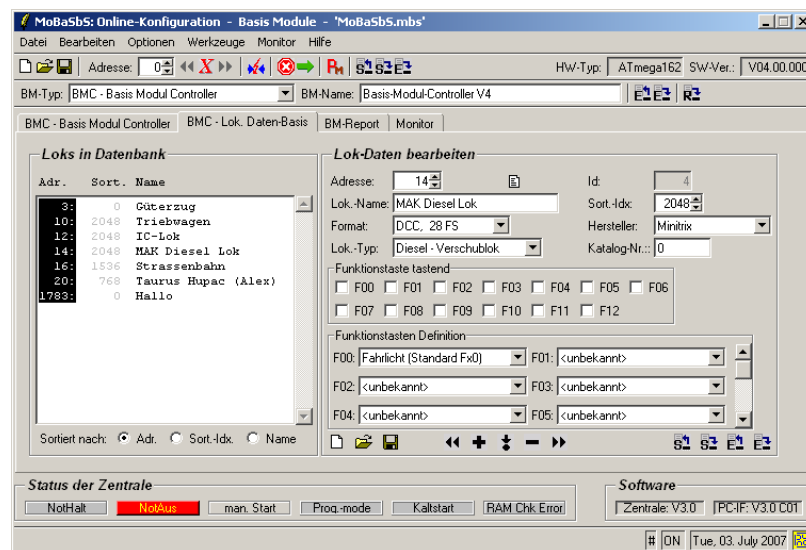 MoBaSbS: Online-Konfiguration - Basis Module - 'MoBaSbS.mbs'
Datei Bearbeiten Optionen Werkzeuge Monitor Hilfe
Adresse: 0 HW-Typ: ATmega162 SW-Ver.: V04.00.000
BM-Typ: BMC - Basis Modul Controller BM-Name: Basis-Modul-Controller V4
BMC - Basis Modul Controller BMC - Lok. Daten-Basis BM-Report Monitor
Loks in Datenbank
Adr. Sort. Name
3: 0 Güterzug
10: 2048 Triebwagen
12: 2048 IC-Lok
14: 2048 MAK Diesel Lok
16: 1536 Strassenbahn
20: 768 Taurus Hupac (Alex)
1783: 0 Hallo
Sortiert nach: Adr. Sort.-Idx. Name
Lok-Daten bearbeiten
Adresse: 14 Id: 4
Lok.-Name: MAK Diesel Lok Sort.-Idx: 2048
Format: DCC, 28 FS Hersteller: Minitrix
Lok.-Typ: Diesel - Verschublok Katalog-Nr.:: 0
Funktionstaste tastend
F00 F01 F02 F03 F04 F05 F06
F07 F08 F09 F10 F11 F12
Funktionstasten Definition
F00: Fahrlicht (Standard Fx0) F01: <unbekannt>
F02: <unbekannt> F03: <unbekannt>
F04: <unbekannt> F05: <unbekannt>
Status der Zentrale
NotHalt NotAus man. Start Prog.-mode Kaltstart RAM Chk Error
Software
Zentrale: V3.0 PC-IF: V3.0 C01
# ON Tue, 03. July 2007